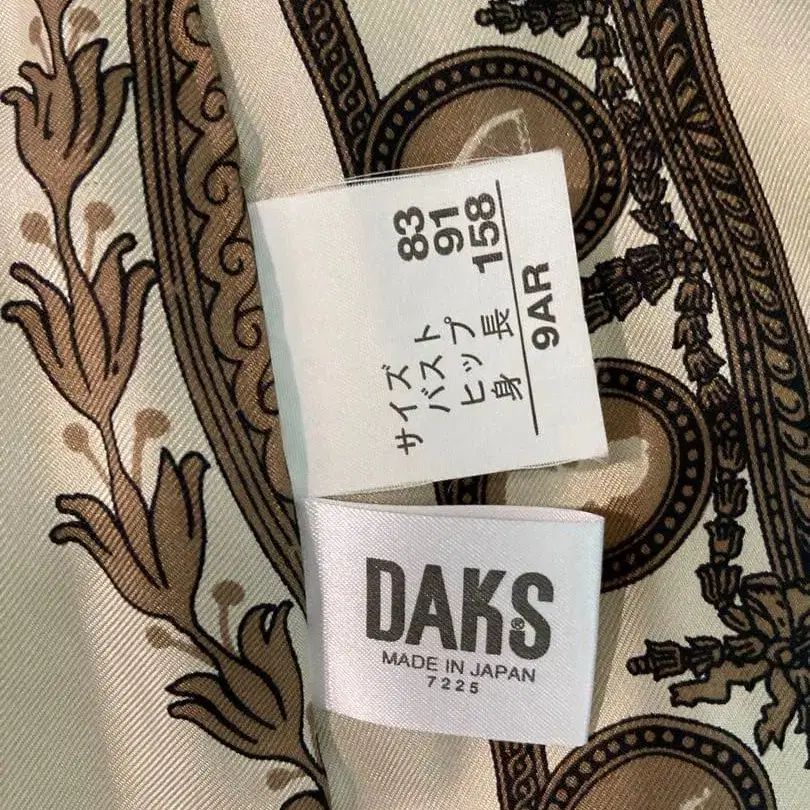 サイズ
バスト 83
ヒップ 91
身長 158
9AR
DAKS®
MADE IN JAPAN
7225